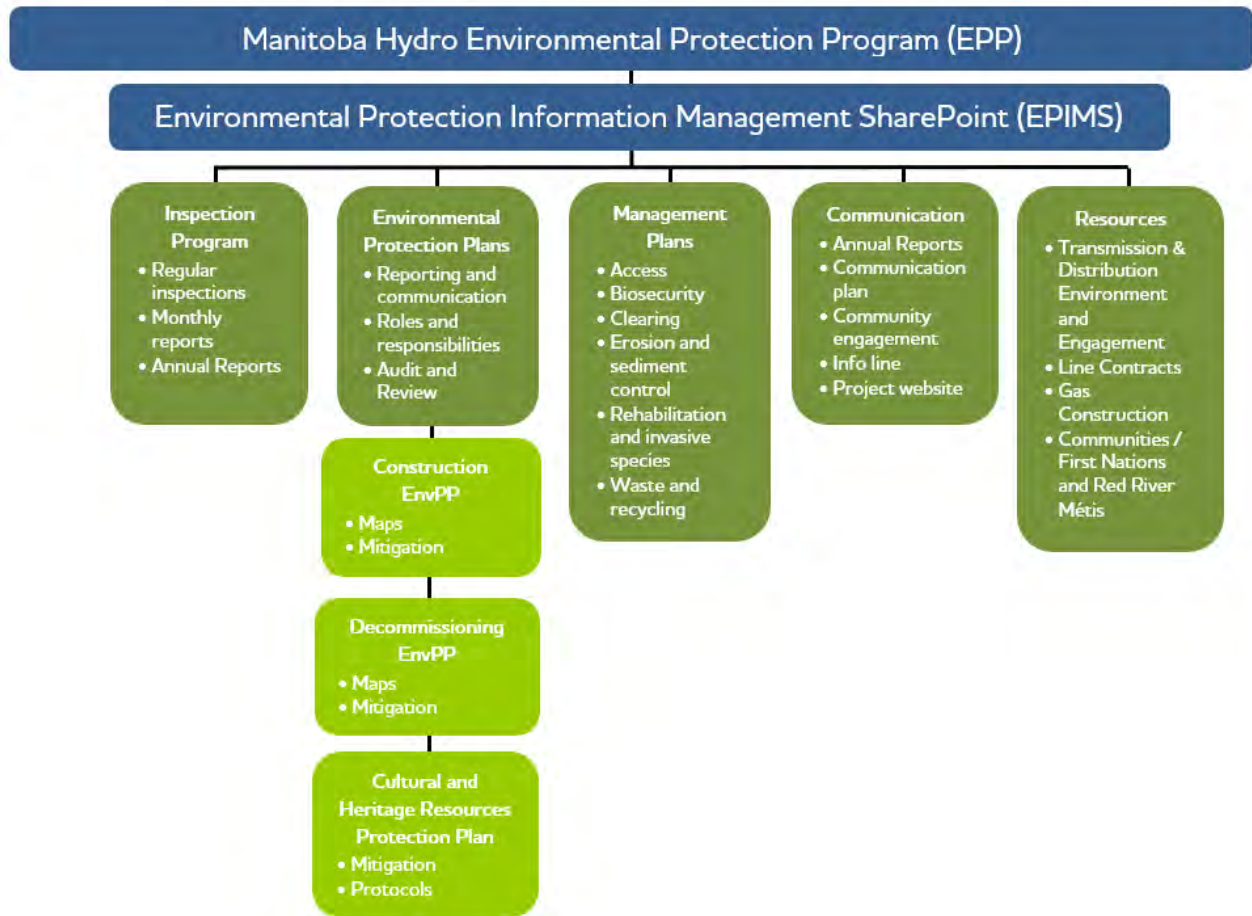 Manitoba Hydro Environmental Protection Program (EPP)
Environmental Protection Information Management SharePoint (EPIMS)
Inspection
Program
• Regular
inspections
• Monthly
reports
• Annual Reports
Environmental
Protection Plans
• Reporting and
communication
• Roles and
responsibilities
• Audit and
Review
Construction
EnvPP
• Maps
• Mitigation
Decommissioning
EnvPP
• Maps
• Mitigation
Cultural and
Heritage Resources
Protection Plan
• Mitigation
• Protocols
Management
Plans
• Access
• Biosecurity
• Clearing
• Erosion and
sediment
control
• Rehabilitation
and invasive
species
• Waste and
recycling
Communication
• Annual Reports
• Communication
plan
• Community
engagement
• Info line
• Project website
Resources
• Transmission &
Distribution
Environment
and
Engagement
• Line Contracts
• Gas
Construction
• Communities /
First Nations
and Red River
Métis